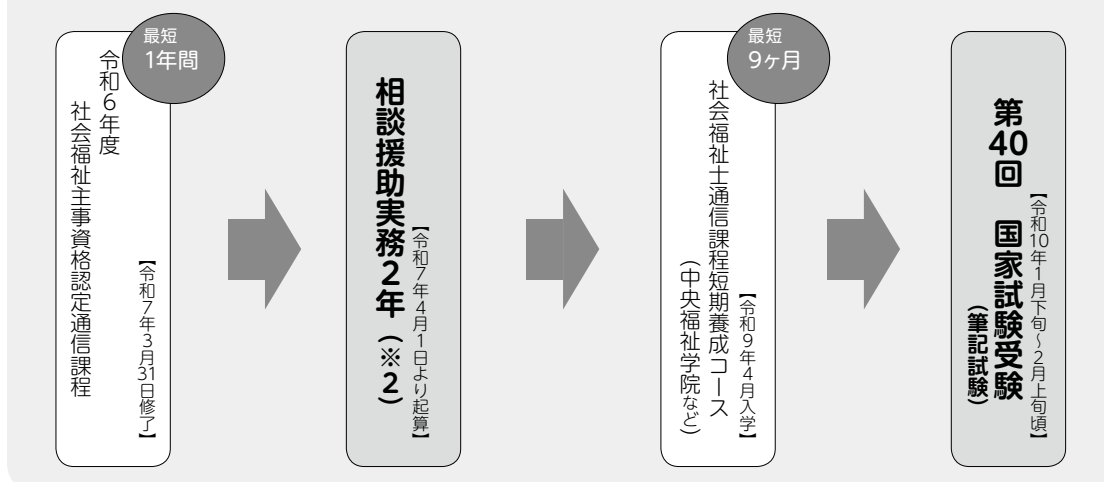 最短
1年間
令和6年度
社会福祉主事資格認定通信課程
【令和7年3月31日修了】
相談援助実務2年(※2)
【令和7年4月1日より起算】
最短
9ヶ月
社会福祉士通信課程短期養成コース
(中央福祉学院など)
【令和9年4月入学】
第40回 国家試験受験
(筆記試験)
【令和10年1月下旬~2月上旬頃】